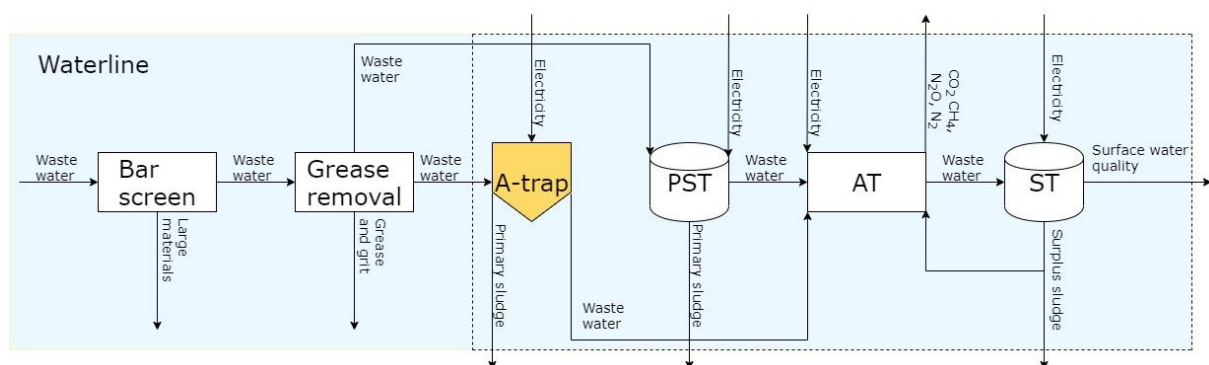 Waterline
Waste
water
Electricity
Electricity
Electricity
CO₂ CH₄,
N₂O, N₂
Electricity
Waste
water
Bar
screen
Waste
water
Grease
removal
Waste
water
A-trap
PST
Waste
water
AT
Waste
water
ST
Surface water
quality
Large
materials
Grease
and grit
Primary sludge
Waste
water
Primary sludge
Surplus sludge